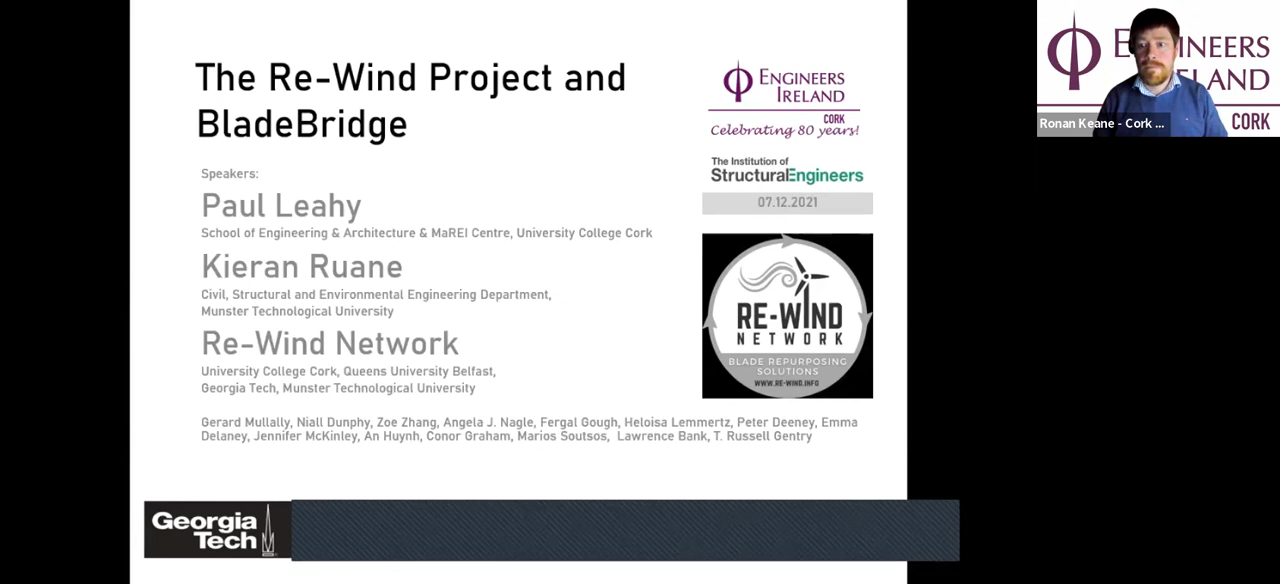 The Re-Wind Project and
BladeBridge
Speakers:
Paul Leahy
School of Engineering & Architecture & MaREI Centre, University College Cork
Kieran Ruane
Civil, Structural and Environmental Engineering Department,
Munster Technological University
Re-Wind Network
University College Cork, Queens University Belfast,
Georgia Tech, Munster Technological University
Gerard Mullally, Niall Dunphy, Zoe Zhang, Angela J. Nagle, Fergal Gough, Heloisa Lemmertz, Peter Deeney, Emma
Delaney, Jennifer McKinley, An Huynh, Conor Graham, Marios Soutsos, Lawrence Bank, T. Russell Gentry
ENGINEERS
IRELAND
CORK
Celebrating 80 years!
The Institution of
StructuralEngineers
07.12.2021
RE-WIND
NETWORK
BLADE REPURPOSING
SOLUTIONS
WWW.RE-WIND.INFO
Georgia
Tech
Ronan Keane - Cork ...
CORK